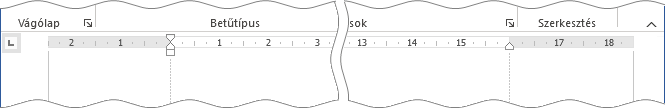 Vágólap Betűtípus sok Szerkesztés
2 1 1 2 3 13 14 15 17 18